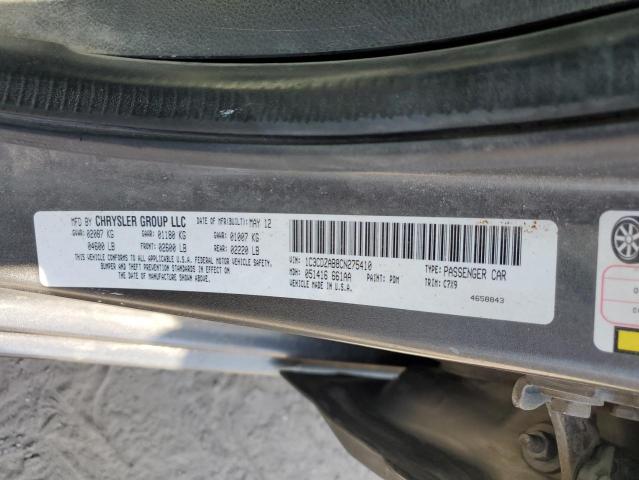 MFD BY CHRYSLER GROUP LLC DATE OF MFR(BUILT): MAY 12
GVWR: 02087 KG GAWR: 01180 KG GAWR: 01007 KG
04600 LB FRONT: 02600 LB REAR: 02220 LB
THIS VEHICLE CONFORMS TO ALL APPLICABLE U.S.A. FEDERAL MOTOR VEHICLE SAFETY,
BUMPER AND THEFT PREVENTION STANDARDS IN EFFECT ON THE
DATE OF MANUFACTURE SHOWN ABOVE.
VIN: 1C3CDZAB8CN275410 TYPE: PASSENGER CAR
MDH: 051416 661AA PAINT: PDM TRIM: C7X9
VEHICLE MADE IN U.S.A.
4658843